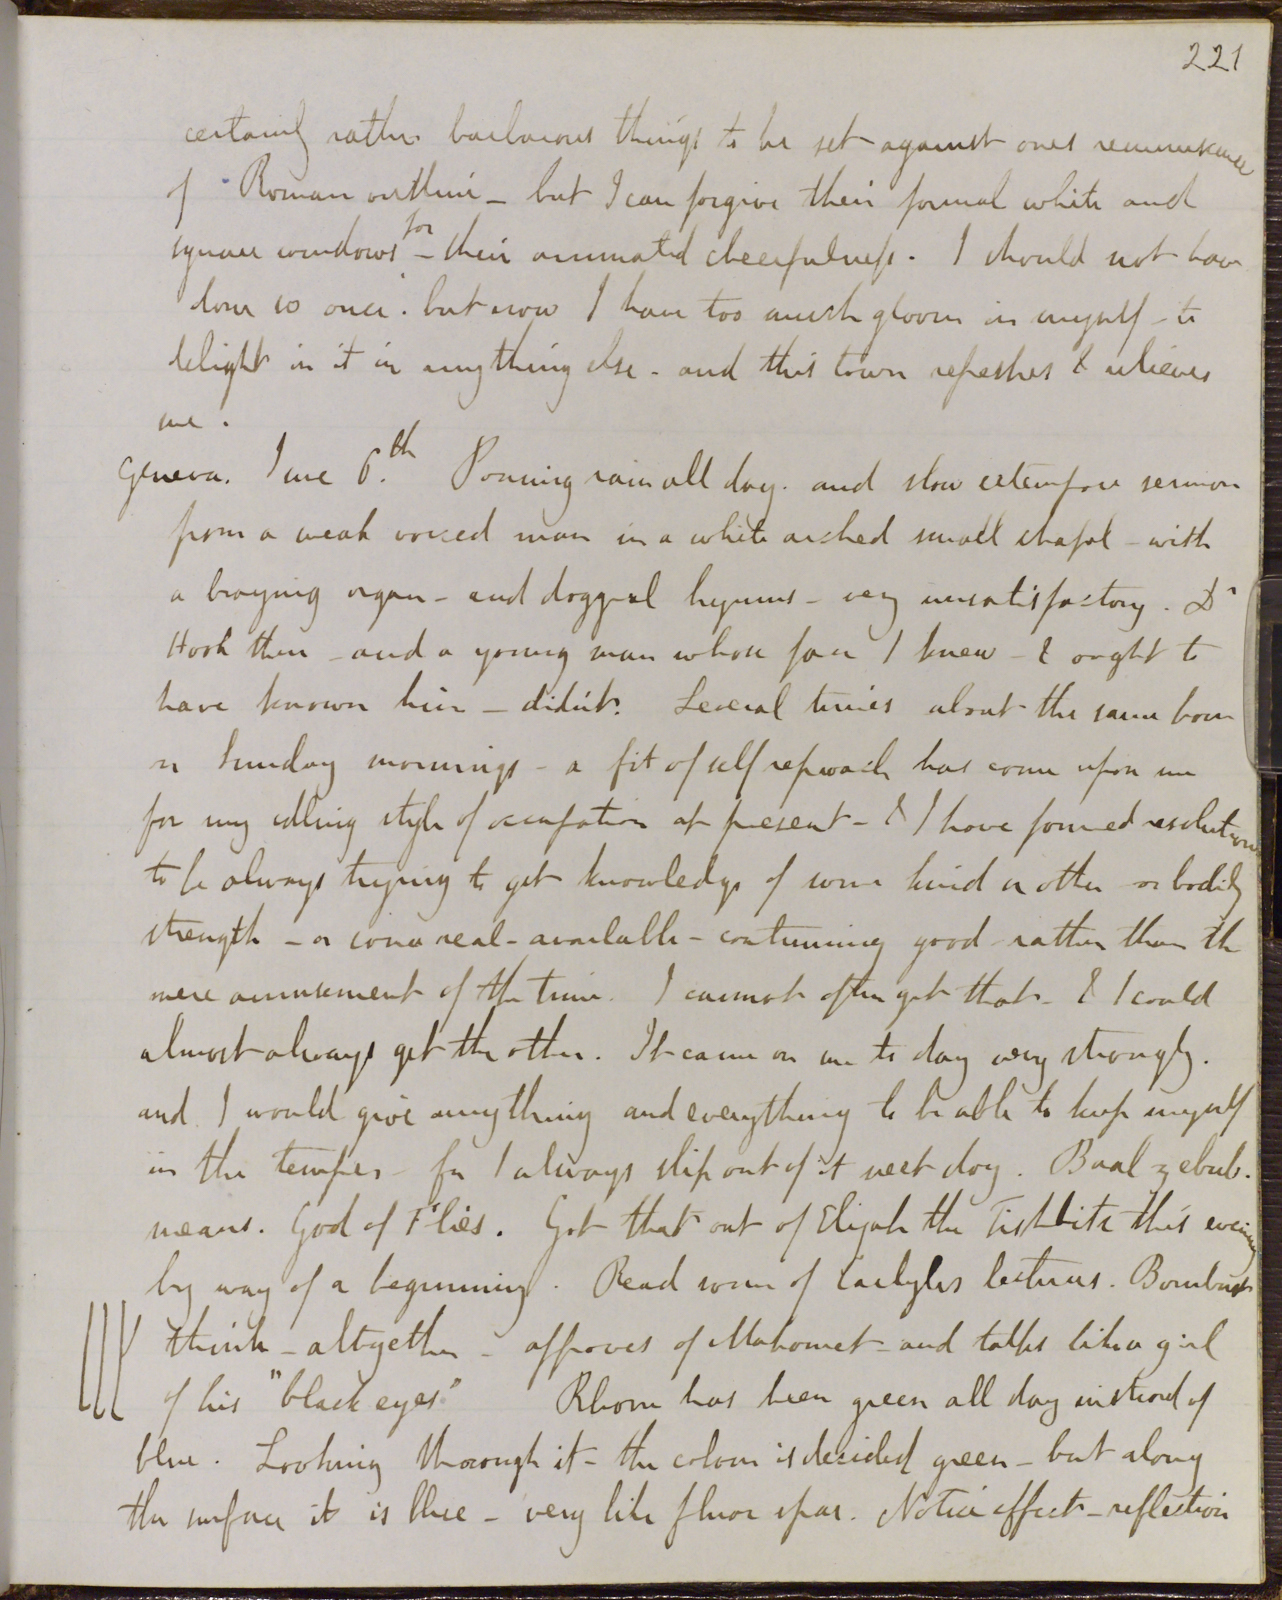 221
certainly rather barbarous things to be set against ones reminiscence
of Roman outline - but I can forgive their formal white and
square windows for - their animated cheerfulness. I should not have
done so once. but now I have too much gloom in myself - to
delight in it in anything else - and this town refreshes & relieves
me.
Geneva. June 6.th Pouring rain all day. and slow extempore sermon
from a weak voiced man in a white arched small chapel - with
a braying organ - and doggrel hymns - very unsatisfactory. Dr
Hook there - and a young man whose face I knew - & ought to
have known him - didn't. Several times about the same hour
on Sunday mornings - a fit of self reproach has come upon me
for my idling style of occupation at present - & I have formed resolutions
to be always trying to get knowledge of some kind or other or bodily
strength - or some real - available - continuing good - rather than the
mere amusement of the time. I cannot often get that - & I could
almost always get the other. It came on me to day very strongly.
and I would give anything and everything to be able to keep myself
in the temper - for I always slip out of it next day. Baal zebub.
means. God of Flies. Got that out of Elijah the Tishbite this evening
by way of a beginning. Read some of Carlyles lectures. Bombast
think - altogether - approves of Mahomet - and talks like a girl
of his "black eyes" Rhone has been green all day instead of
blue. Looking through it - the colour is decided green - but along
the surface it is blue - very like fluor spar. Notice effect - reflection